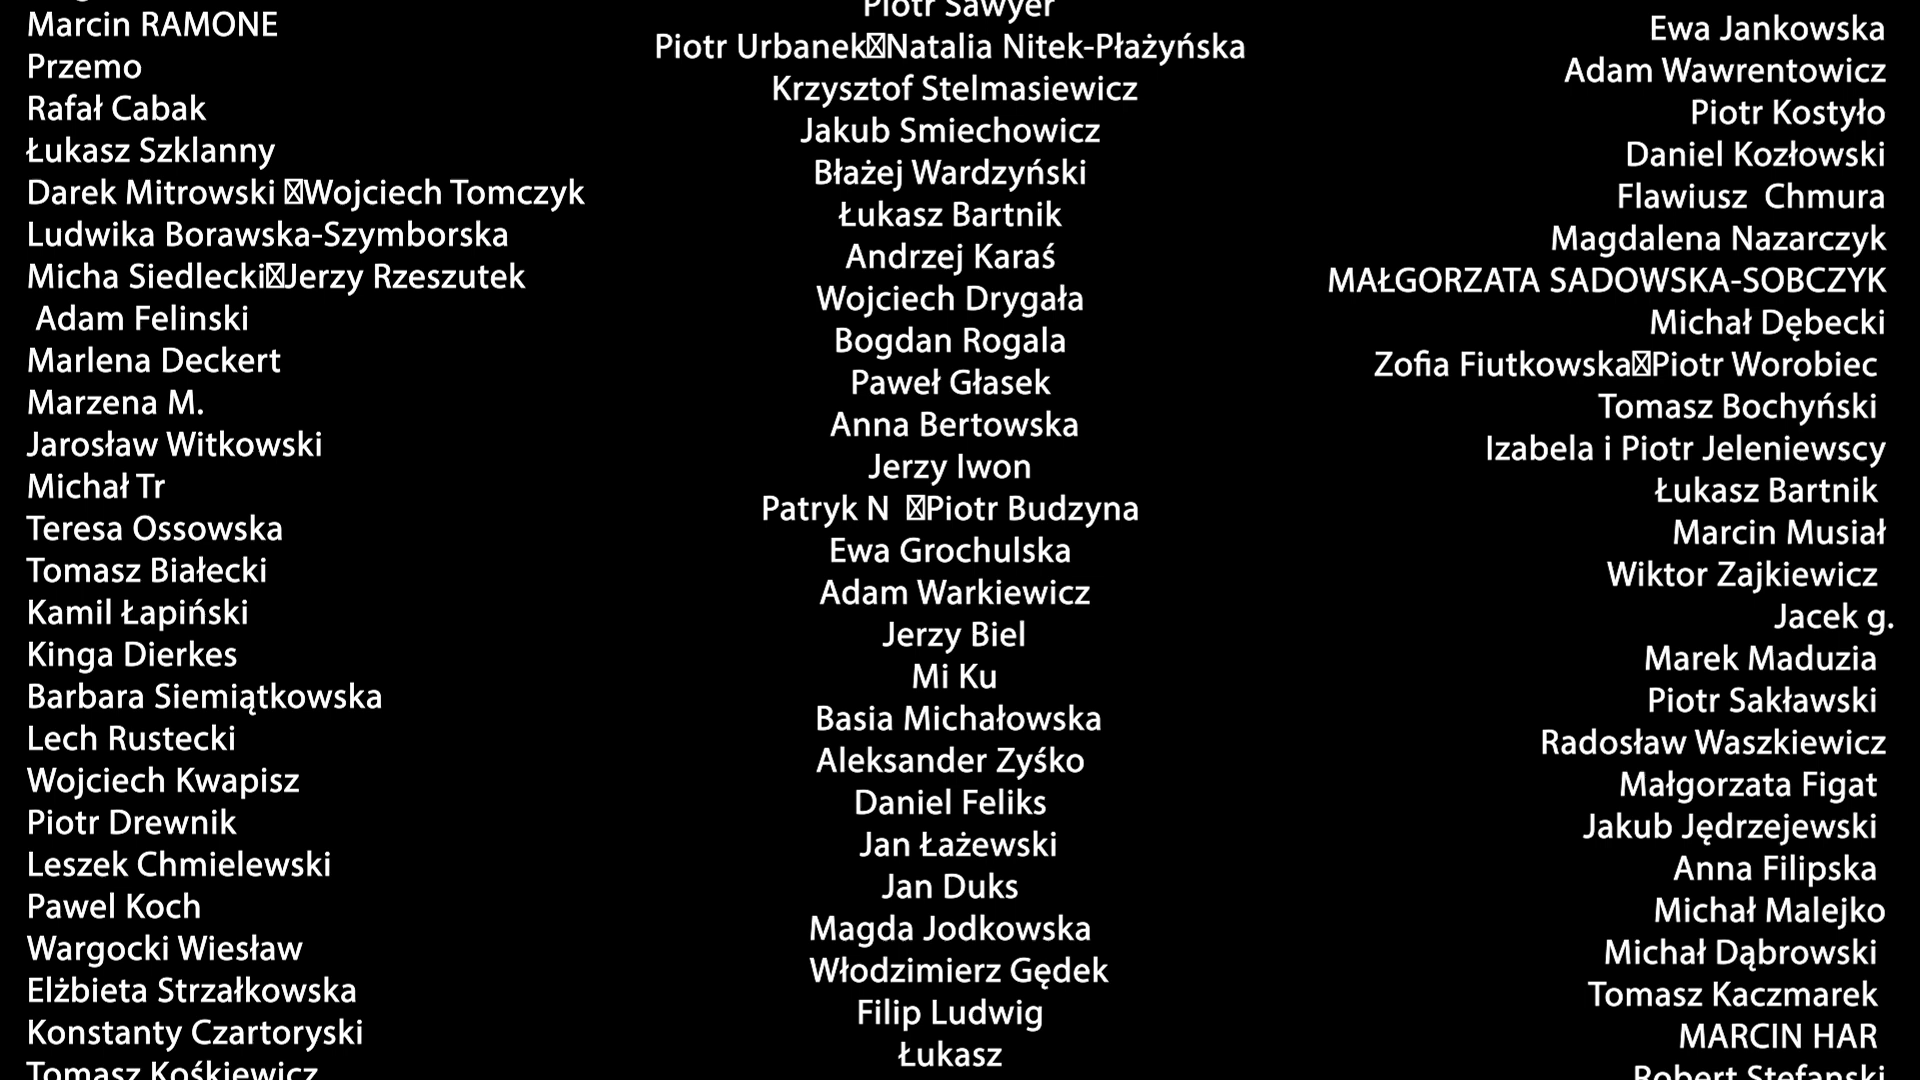 Marcin RAMONE
Przemo
Rafał Cabak
Łukasz Szklanny
Darek Mitrowski Wojciech Tomczyk
Ludwika Borawska-Szymborska
Micha Siedlecki Jerzy Rzeszutek
Adam Felinski
Marlena Deckert
Marzena M.
Jarosław Witkowski
Michał Tr
Teresa Ossowska
Tomasz Białecki
Kamil Łapiński
Kinga Dierkes
Barbara Siemiątkowska
Lech Rustecki
Wojciech Kwapisz
Piotr Drewnik
Leszek Chmielewski
Pawel Koch
Wargocki Wiesław
Elżbieta Strzałkowska
Konstanty Czartoryski
Tomasz Kośkiewicz
Piotr Sawyer
Piotr Urbanek Natalia Nitek-Płażyńska
Krzysztof Stelmasiewicz
Jakub Smiechowicz
Błażej Wardzyński
Łukasz Bartnik
Andrzej Karaś
Wojciech Drygała
Bogdan Rogala
Paweł Głasek
Anna Bertowska
Jerzy Iwon
Patryk N Piotr Budzyna
Ewa Grochulska
Adam Warkiewicz
Jerzy Biel
Mi Ku
Basia Michałowska
Aleksander Zyśko
Daniel Feliks
Jan Łażewski
Jan Duks
Magda Jodkowska
Włodzimierz Gędek
Filip Ludwig
Łukasz
Ewa Jankowska
Adam Wawrentowicz
Piotr Kostyło
Daniel Kozłowski
Flawiusz Chmura
Magdalena Nazarczyk
MAŁGORZATA SADOWSKA-SOBCZYK
Michał Dębecki
Zofia Fiutkowska Piotr Worobiec
Tomasz Bochyński
Izabela i Piotr Jeleniewscy
Łukasz Bartnik
Marcin Musiał
Wiktor Zajkiewicz
Jacek g.
Marek Maduzia
Piotr Sakławski
Radosław Waszkiewicz
Małgorzata Figat
Jakub Jędrzejewski
Anna Filipska
Michał Malejko
Michał Dąbrowski
Tomasz Kaczmarek
MARCIN HAR
Robert Stefanski